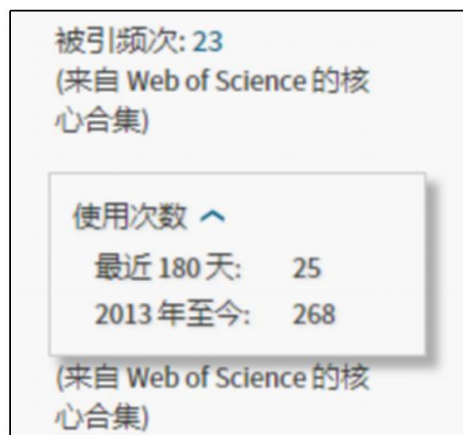 被引频次: 23
(来自 Web of Science 的核
心合集)
使用次数
最近 180 天: 25
2013 年至今: 268
(来自 Web of Science 的核
心合集)